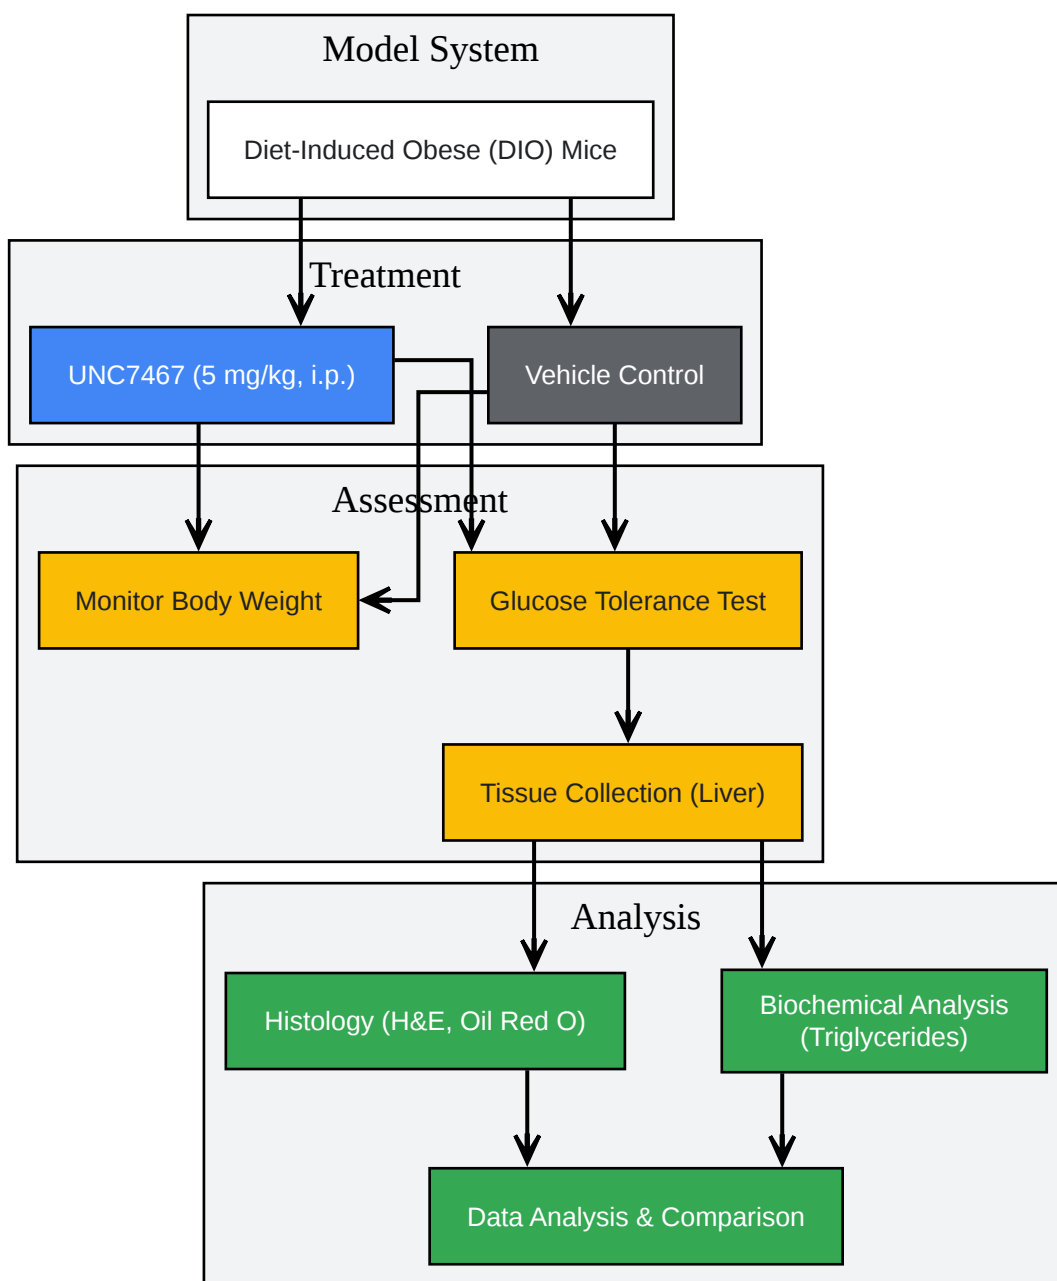 Model System
Diet-Induced Obese (DIO) Mice
Treatment
UNC7467 (5 mg/kg, i.p.)
Vehicle Control
Assessment
Monitor Body Weight
Glucose Tolerance Test
Tissue Collection (Liver)
Analysis
Histology (H&E, Oil Red O)
Biochemical Analysis
(Triglycerides)
Data Analysis & Comparison